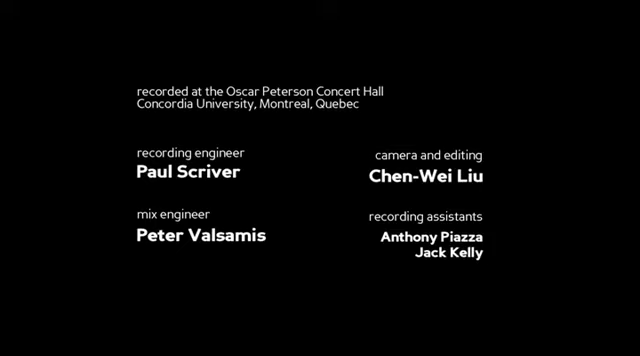 recorded at the Oscar Peterson Concert Hall
Concordia University, Montreal, Quebec
recording engineer
Paul Scriver
camera and editing
Chen-Wei Liu
mix engineer
Peter Valsamis
recording assistants
Anthony Piazza
Jack Kelly